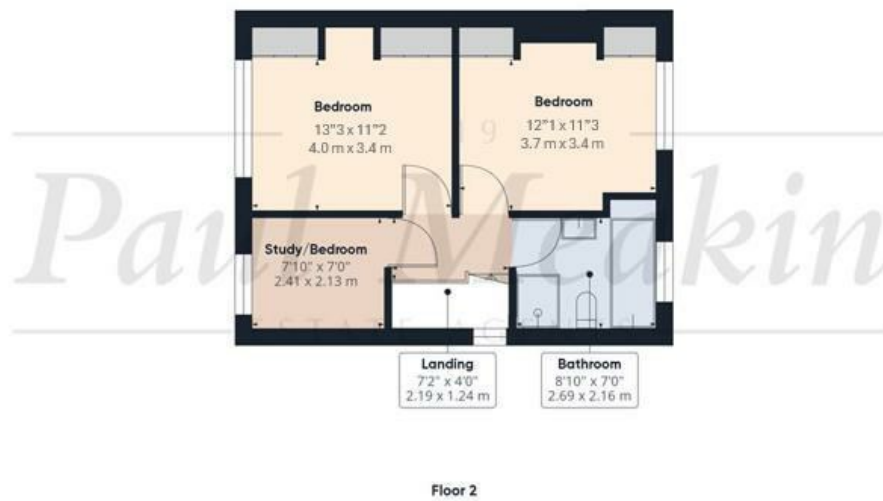 Bedroom
13"3 x 11"2
4.0 m x 3.4 m
Bedroom
12"1 x 11"3
3.7 m x 3.4 m
Study/Bedroom
7'10" x 7'0"
2.41 x 2.13 m
Paul Meakin
ESTATE AGENTS
Landing
7'2" x 4'0"
2.19 x 1.24 m
Bathroom
8'10" x 7'0"
2.69 x 2.16 m
Floor 2